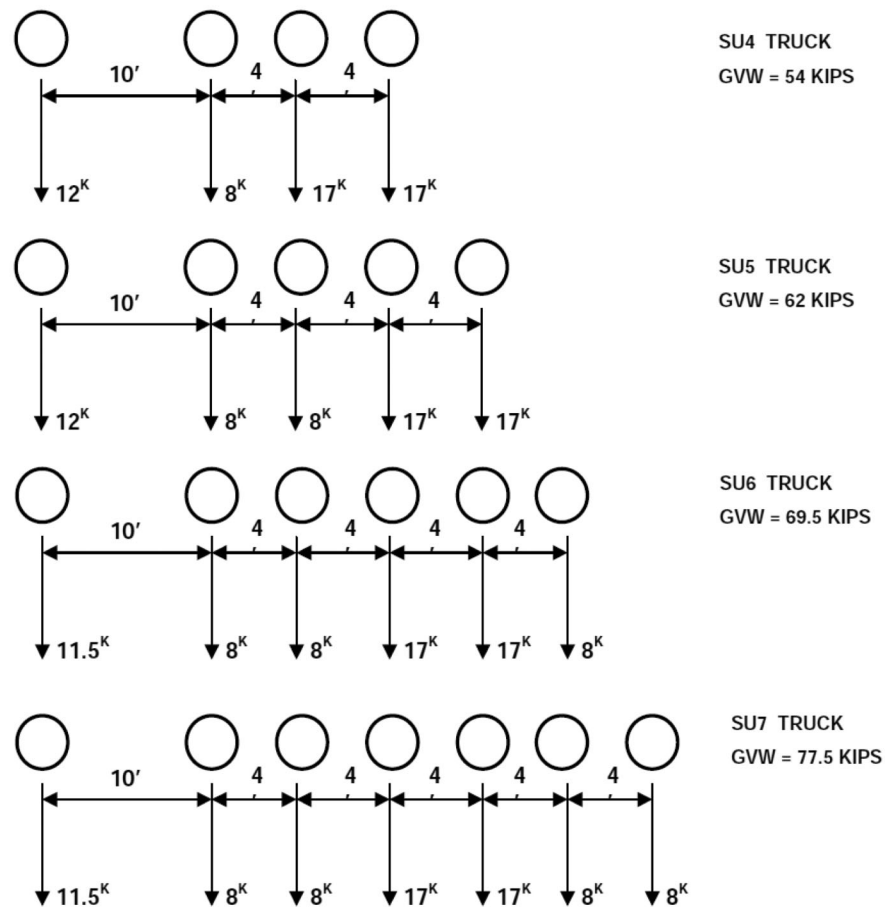 SU4 TRUCK
GVW = 54 KIPS
10' 4' 4'
12K 8K 17K 17K
SU5 TRUCK
GVW = 62 KIPS
10' 4' 4' 4'
12K 8K 8K 17K 17K
SU6 TRUCK
GVW = 69.5 KIPS
10' 4' 4' 4' 4'
11.5K 8K 8K 17K 17K 8K
SU7 TRUCK
GVW = 77.5 KIPS
10' 4' 4' 4' 4' 4'
11.5K 8K 8K 17K 17K 8K 8K